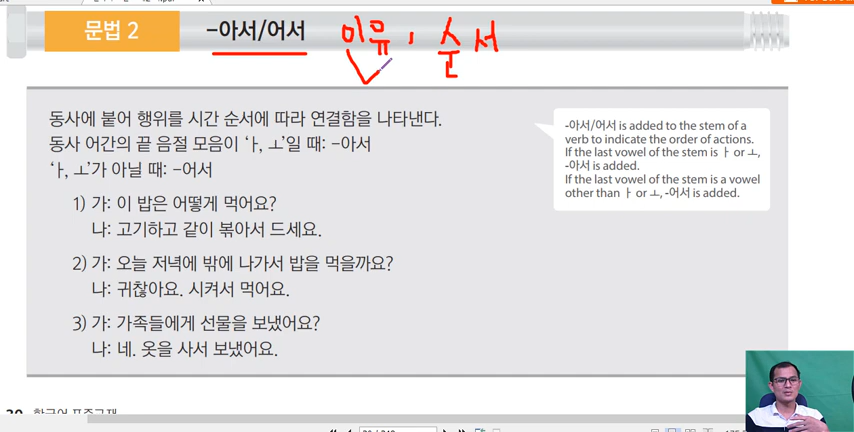 문법 2 -아서/어서 이유, 순서
동사에 붙어 행위를 시간 순서에 따라 연결함을 나타낸다.
동사 어간의 끝 음절 모음이 ‘ㅏ, ㅗ’일 때: -아서
‘ㅏ, ㅗ’가 아닐 때: -어서
1) 가: 이 밥은 어떻게 먹어요?
나: 고기하고 같이 볶아서 드세요.
2) 가: 오늘 저녁에 밖에 나가서 밥을 먹을까요?
나: 귀찮아요. 시켜서 먹어요.
3) 가: 가족들에게 선물을 보냈어요?
나: 네. 옷을 사서 보냈어요.
-아서/어서 is added to the stem of a
verb to indicate the order of actions.
If the last vowel of the stem is ㅏ or ㅗ,
-아서 is added.
If the last vowel of the stem is a vowel
other than ㅏ or ㅗ, -어서 is added.
한국어 표준교재